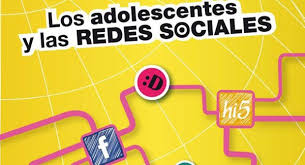 Los adolescentes
y las REDES SOCIALES
:D
hi5
f